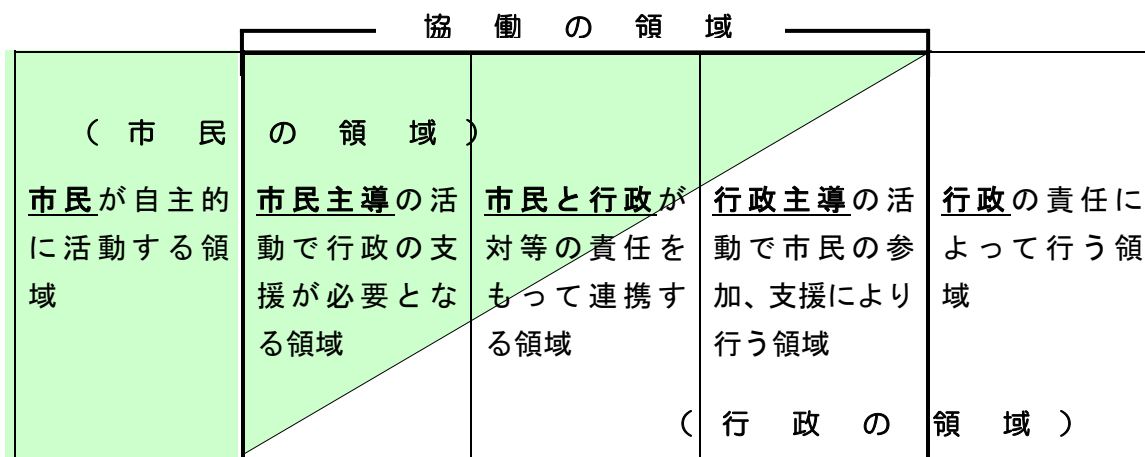 協働の領域
（市民の領域）
市民が自主的
に活動する領
域
市民主導の活
動で行政の支
援が必要とな
る領域
市民と行政が
対等の責任を
もって連携す
る領域
行政主導の活
動で市民の参
加、支援により
行う領域
行政の責任に
よって行う領
域
（行政の領域）